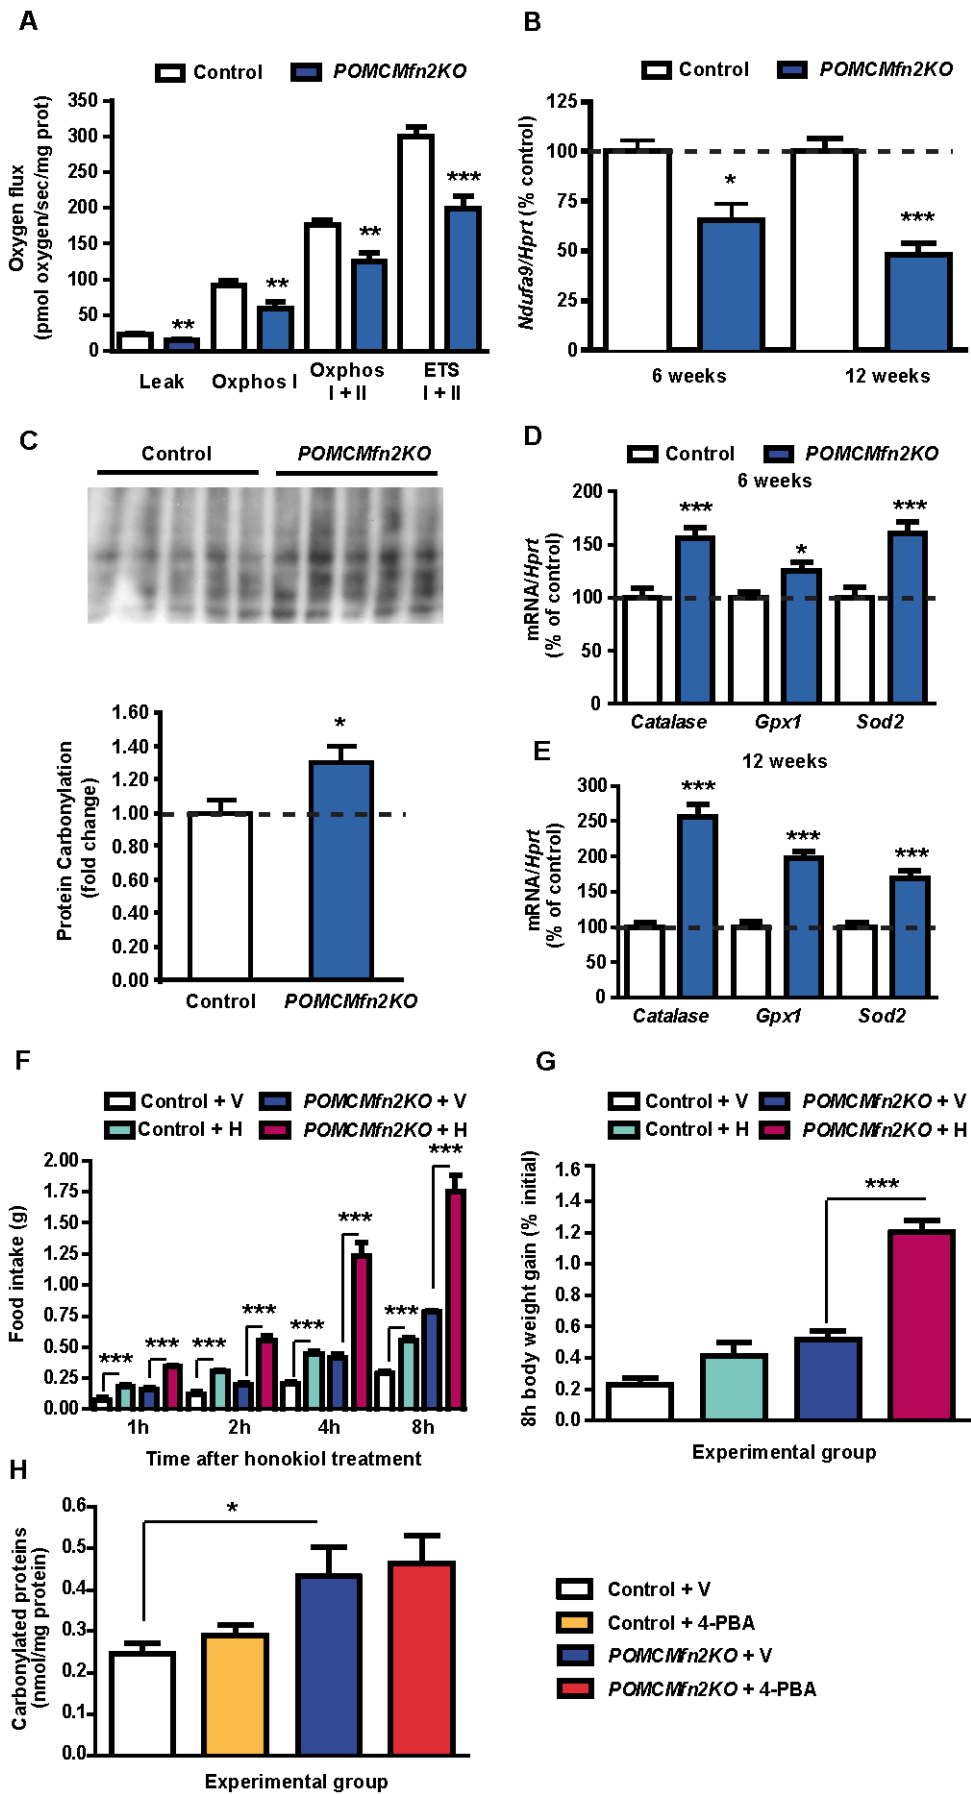 A
Control POMCMfn2KO
Oxygen flux
(pmol oxygen/sec/mg prot)
350
300
250
200
150
100
50
0
** ** ** ***
Leak Oxphos I Oxphos I + II ETS I + II
B
Control POMCMfn2KO
Ndufa9/Hprt (% control)
125
100
75
50
25
0
* ***
6 weeks 12 weeks
C
Control POMCMfn2KO
Protein Carbonylation
(fold change)
1.60
1.40
1.20
1.00
0.80
0.60
0.40
0.20
0.00
*
Control POMCMfn2KO
D
Control POMCMfn2KO
6 weeks
mRNA/Hprt
(% of control)
200
150
100
50
0
*** * ***
Catalase Gpx1 Sod2
E
12 weeks
mRNA/Hprt
(% of control)
300
250
200
150
100
50
0
*** *** ***
Catalase Gpx1 Sod2
F
Control + V POMCMfn2KO + V
Control + H POMCMfn2KO + H
Food intake (g)
2.00
1.75
1.50
1.25
1.00
0.75
0.50
0.25
0.00
*** *** *** *** *** *** *** ***
1h 2h 4h 8h
Time after honokiol treatment
G
Control + V POMCMfn2KO + V
Control + H POMCMfn2KO + H
8h body weight gain (% initial)
1.6
1.4
1.2
1.0
0.8
0.6
0.4
0.2
0.0
***
Experimental group
H
Carbonylated proteins
(nmol/mg protein)
0.6
0.5
0.4
0.3
0.2
0.1
0.0
*
Experimental group
Control + V
Control + 4-PBA
POMCMfn2KO + V
POMCMfn2KO + 4-PBA